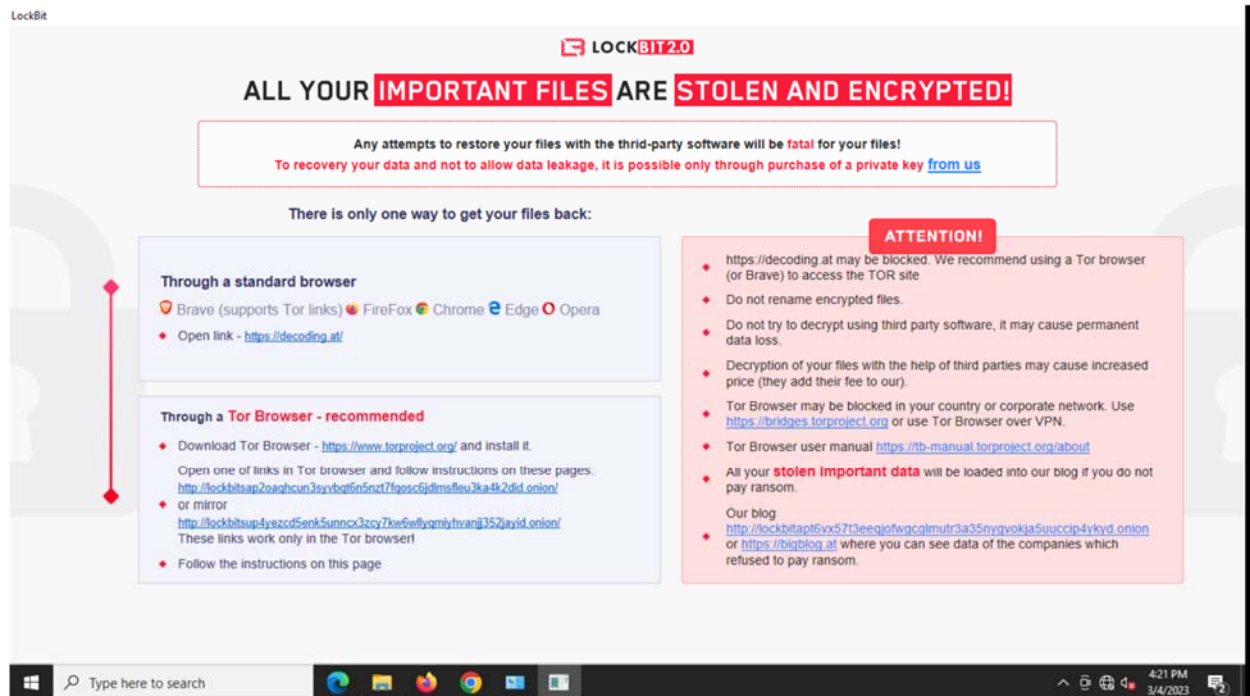 LockBit
LOCKBIT 2.0
ALL YOUR IMPORTANT FILES ARE STOLEN AND ENCRYPTED!
Any attempts to restore your files with the thrid-party software will be fatal for your files!
To recovery your data and not to allow data leakage, it is possible only through purchase of a private key from us
There is only one way to get your files back:
Through a standard browser
Brave (supports Tor links) FireFox Chrome Edge Opera
Open link - https://decoding.at/
Through a Tor Browser - recommended
Download Tor Browser - https://www.torproject.org/ and install it.
Open one of links in Tor browser and follow instructions on these pages:
http://lockbitsap2oaqhcun3syvbqt6n5nzt7fqosc6jdlmsfleu3ka4k2did.onion/
or mirror
http://lockbitsup4yezcd5enk5unncx3zcy7kw6wllyqmiyhvanjj352jayid.onion/
These links work only in the Tor browser!
Follow the instructions on this page
ATTENTION!
https://decoding.at may be blocked. We recommend using a Tor browser
(or Brave) to access the TOR site
Do not rename encrypted files.
Do not try to decrypt using third party software, it may cause permanent
data loss.
Decryption of your files with the help of third parties may cause increased
price (they add their fee to our).
Tor Browser may be blocked in your country or corporate network. Use
https://bridges.torproject.org or use Tor Browser over VPN.
Tor Browser user manual https://tb-manual.torproject.org/about
All your stolen important data will be loaded into our blog if you do not
pay ransom.
Our blog
http://lockbitapt6vx57t3eeqjofwgcglmutr3a35nygvokja5uuccip4ykyd.onion
or https://bigblog.at where you can see data of the companies which
refused to pay ransom.
Type here to search
4:21 PM
3/4/2023
2